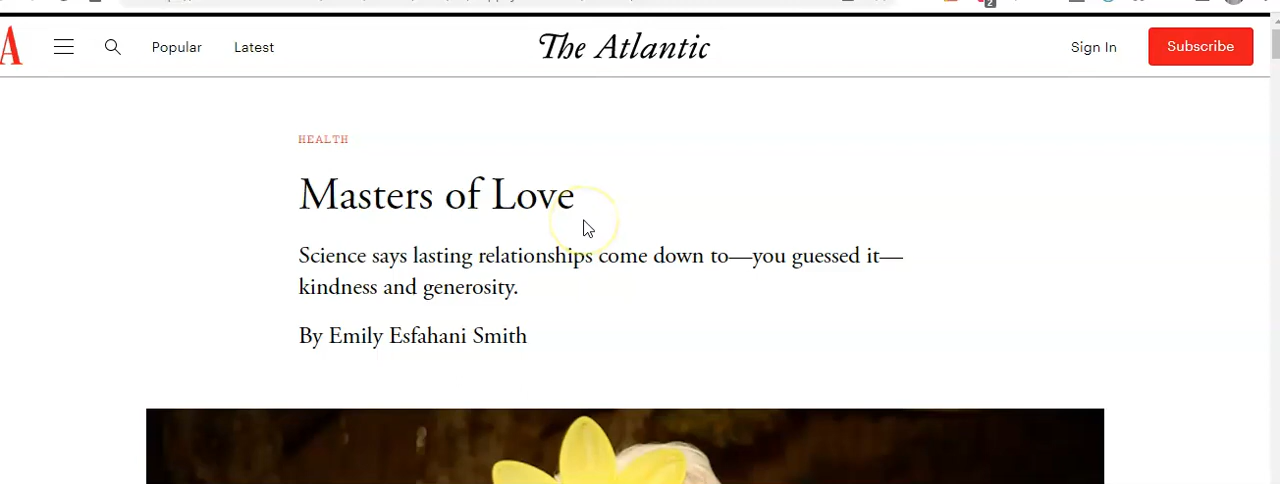 2
A Popular Latest The Atlantic Sign In Subscribe
HEALTH
Masters of Love
Science says lasting relationships come down to—you guessed it—
kindness and generosity.
By Emily Esfahani Smith